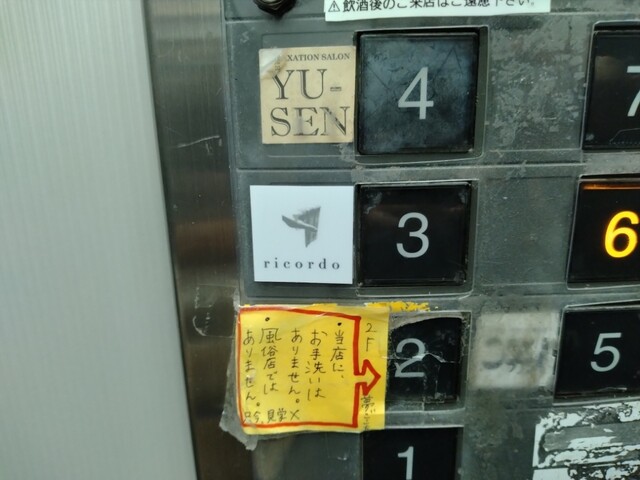 ⚠飲酒後のご来店はご遠慮下さい。
XATION SALON
YU-
SEN
4
7
ricordo
3
6
・当店に、
お手洗いは
ありません。
・風俗店では
ありません。
見学×
2F
2
5
1